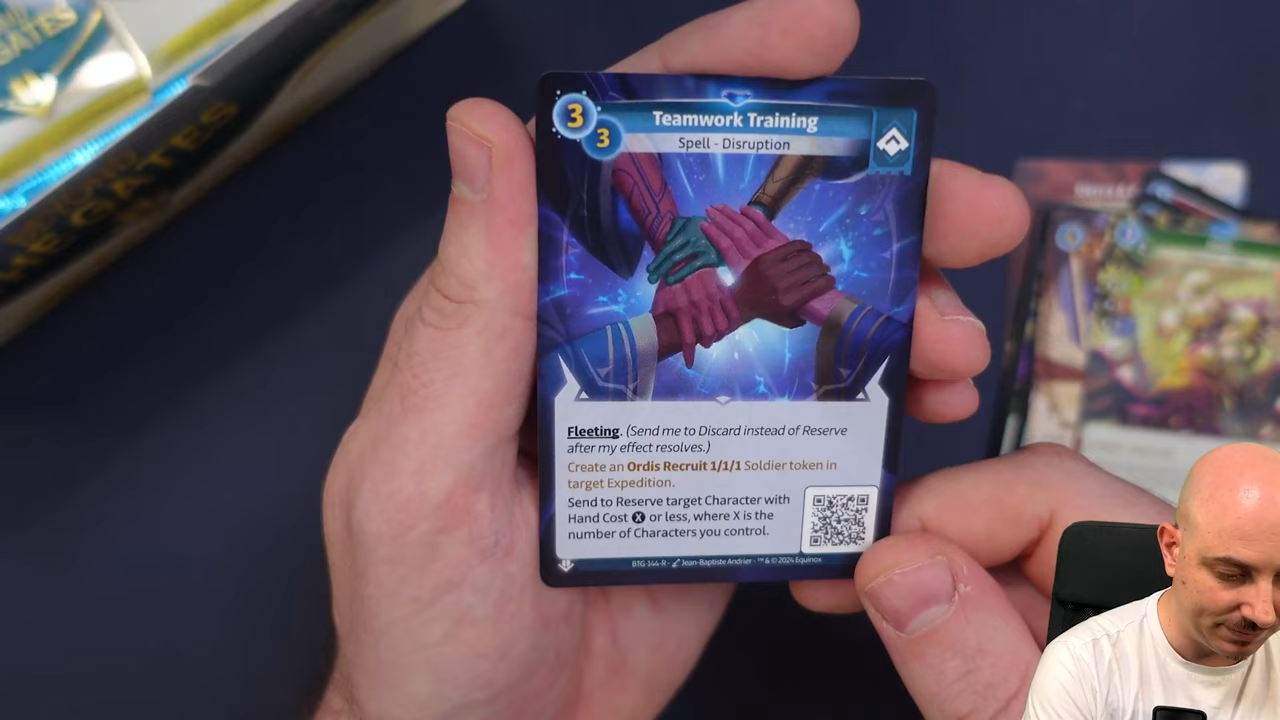 GATES
BEYOND
THE GATES
3
3
Teamwork Training
Spell - Disruption
Fleeting. (Send me to Discard instead of Reserve
after my effect resolves.)
Create an Ordis Recruit 1/1/1 Soldier token in
target Expedition.
Send to Reserve target Character with
Hand Cost X or less, where X is the
number of Characters you control.
BTG-144-R - Jean-Baptiste Andrier - ™ & © 2024 Equinox